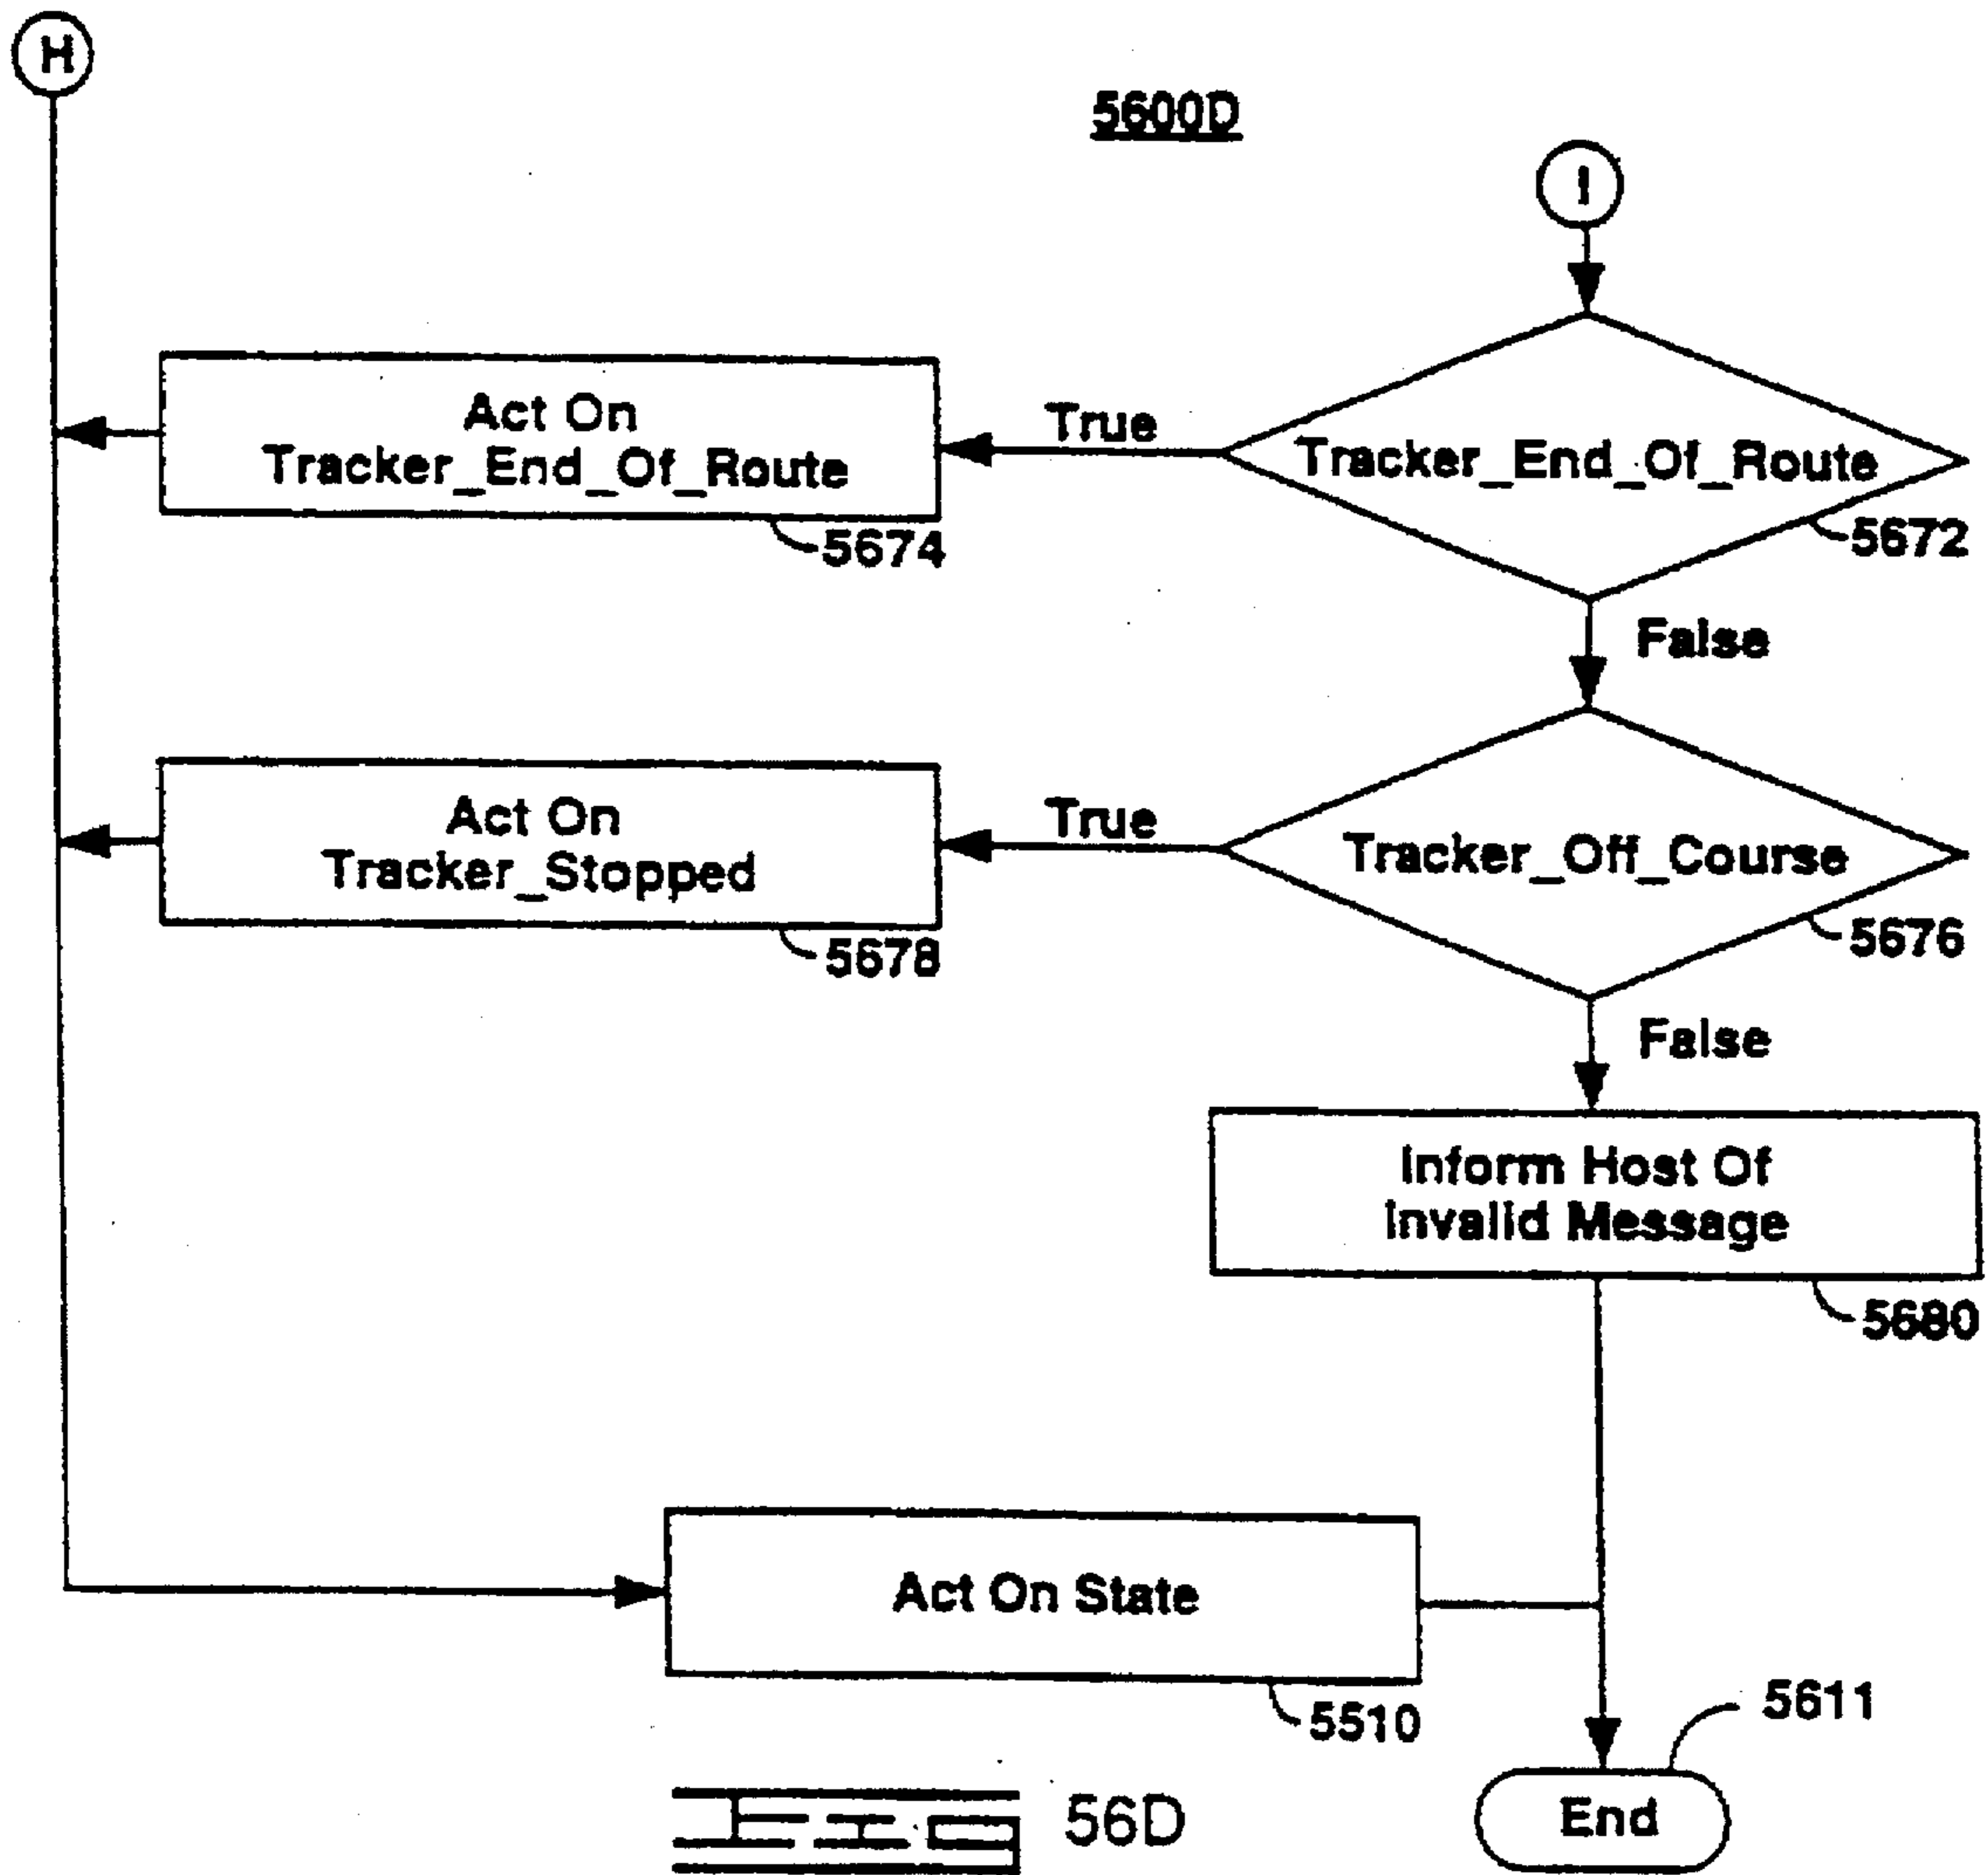 H
5600D
I
Act On
Tracker_End_Of_Route
True
Tracker_End_Of_Route
5674
5672
False
Act On
Tracker_Stopped
True
Tracker_Off_Course
5678
5676
False
Inform Host Of
Invalid Message
5680
Act On State
5510
5611
End
FIG 56D